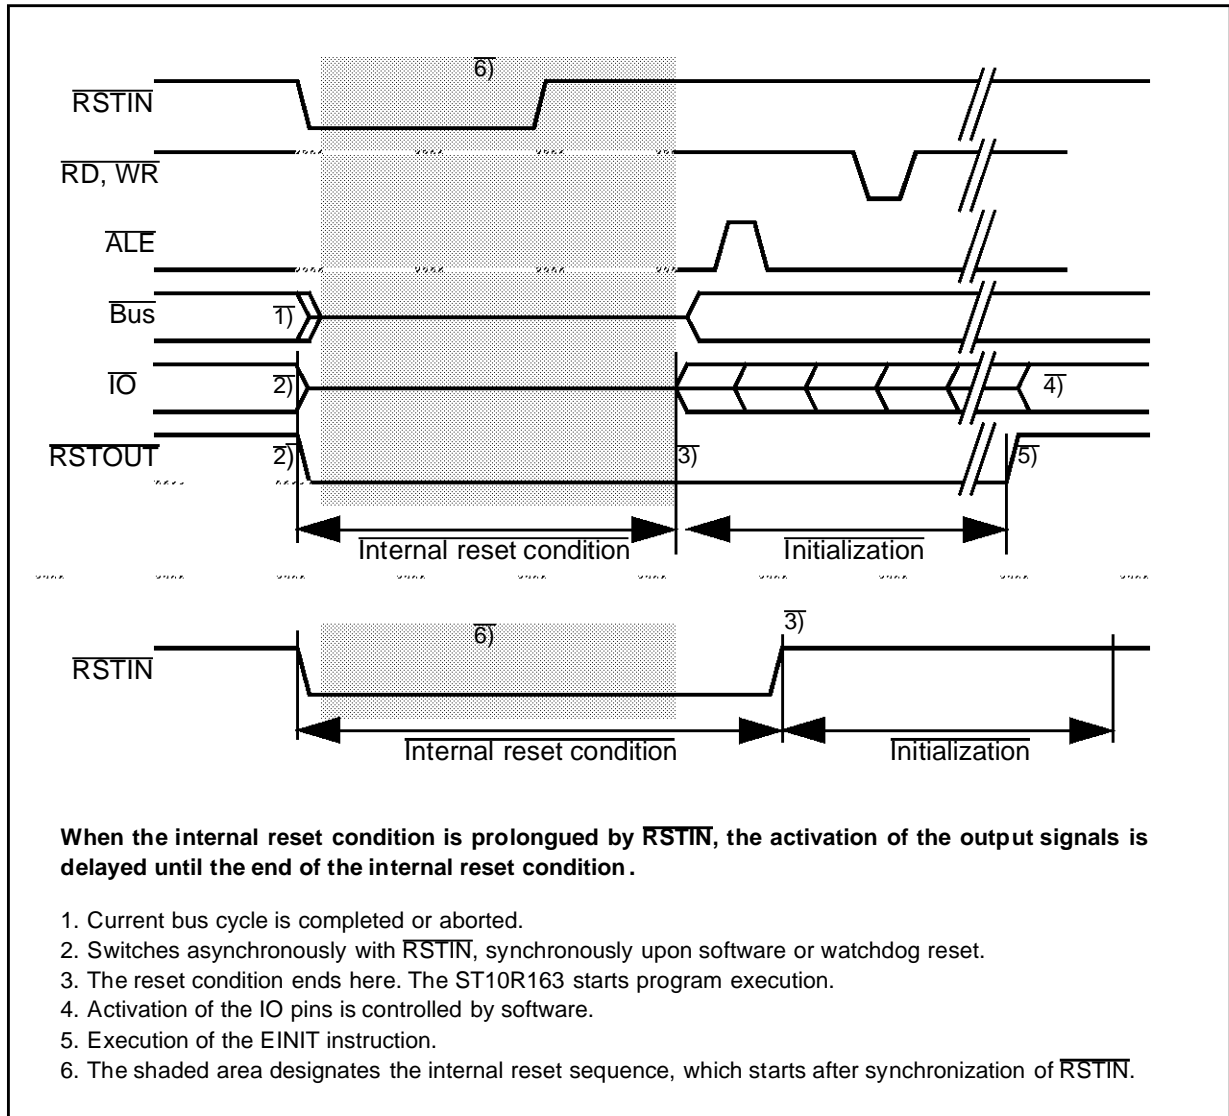 6)
RSTIN
RD, WR
ALE
Bus
1)
IO
2)
4)
RSTOUT
2)
3)
5)
Internal reset condition
Initialization
6)
3)
RSTIN
Internal reset condition
Initialization
When the internal reset condition is prolongued by RSTIN, the activation of the output signals is
delayed until the end of the internal reset condition.
1. Current bus cycle is completed or aborted.
2. Switches asynchronously with RSTIN, synchronously upon software or watchdog reset.
3. The reset condition ends here. The ST10R163 starts program execution.
4. Activation of the IO pins is controlled by software.
5. Execution of the EINIT instruction.
6. The shaded area designates the internal reset sequence, which starts after synchronization of RSTIN.